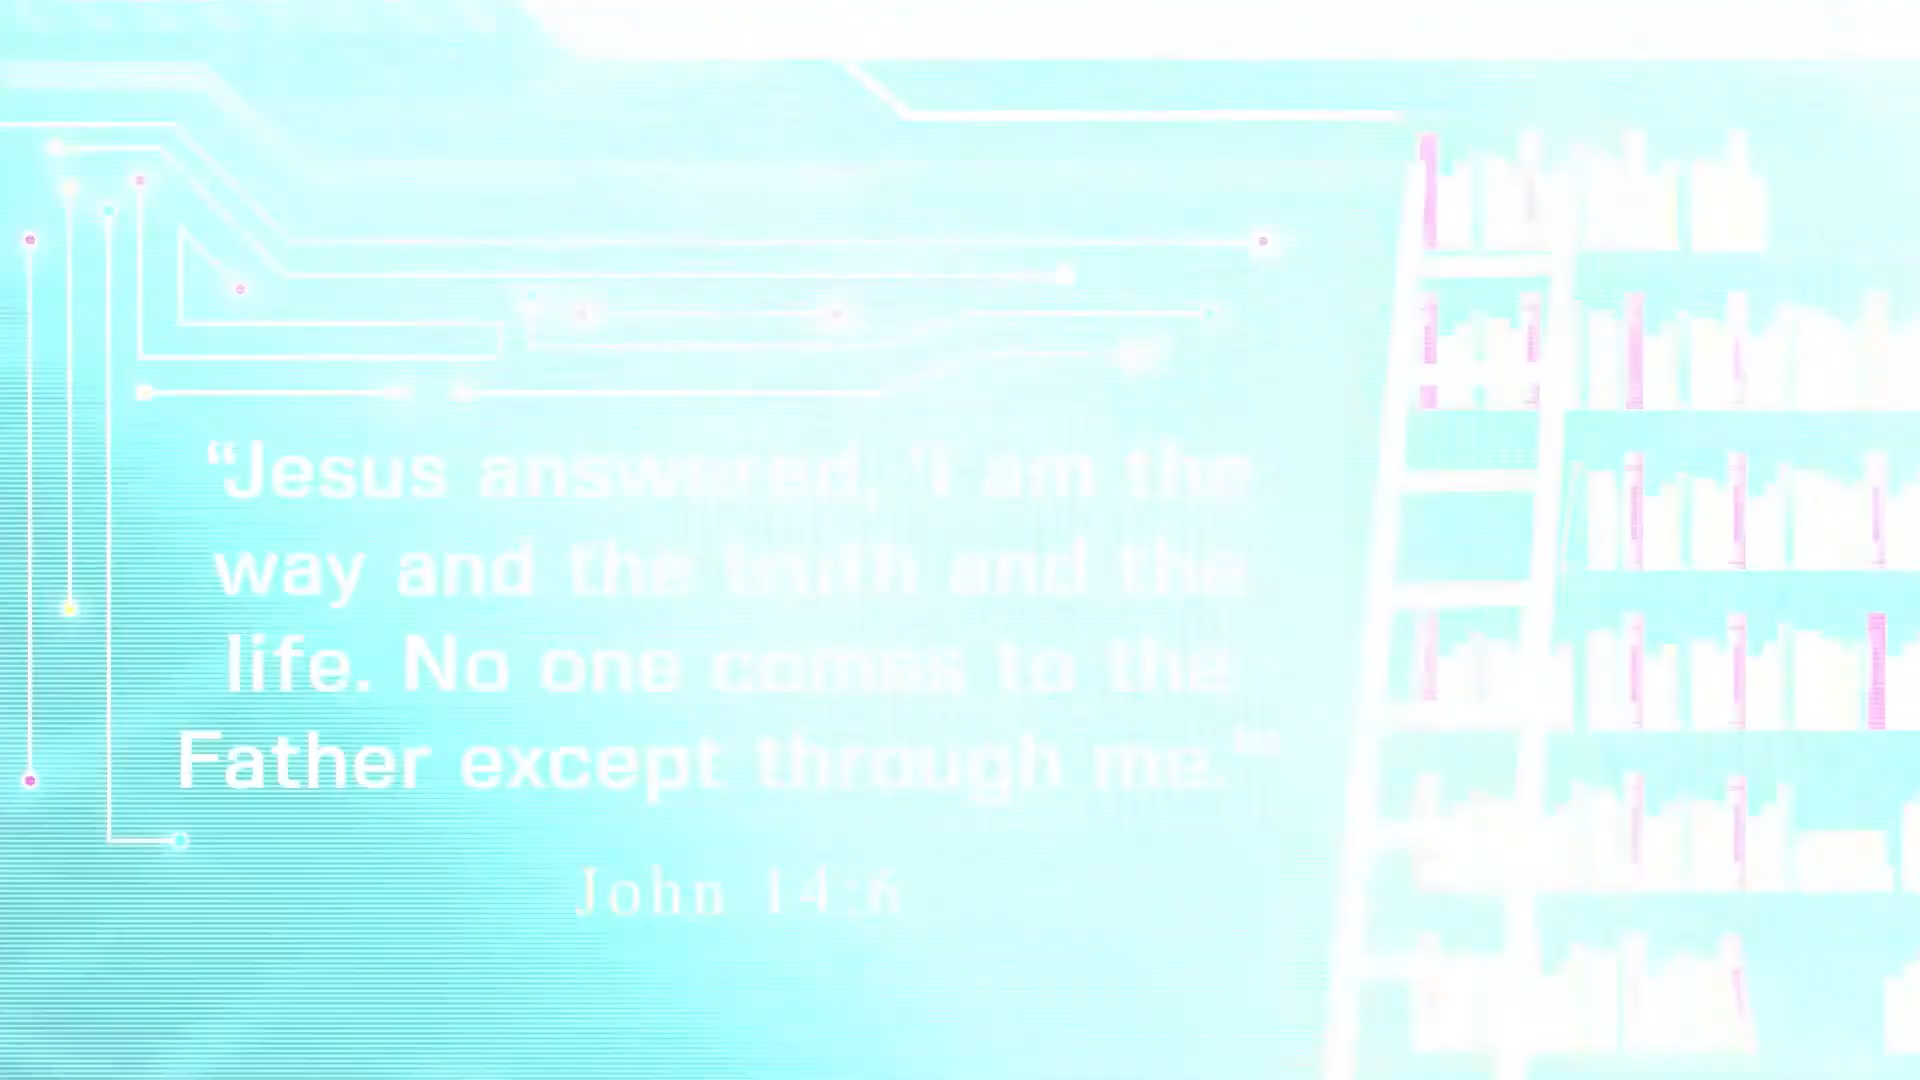 “Jesus answered, 'I am the
way and the truth and the
life. No one comes to the
Father except through me.'”
John 14:6